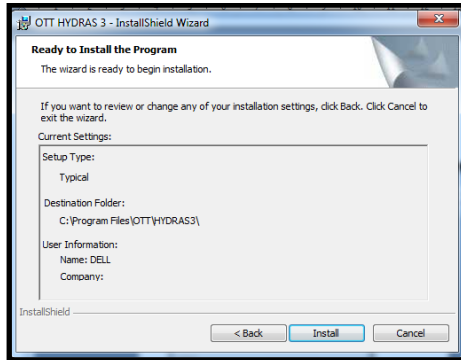 OTT HYDRAS 3 - InstallShield Wizard
Ready to Install the Program
The wizard is ready to begin installation.
If you want to review or change any of your installation settings, click Back. Click Cancel to
exit the wizard.
Current Settings:
Setup Type:
Typical
Destination Folder:
C:\Program Files\OTT\HYDRAS3\
User Information:
Name: DELL
Company:
InstallShield
< Back
Install
Cancel